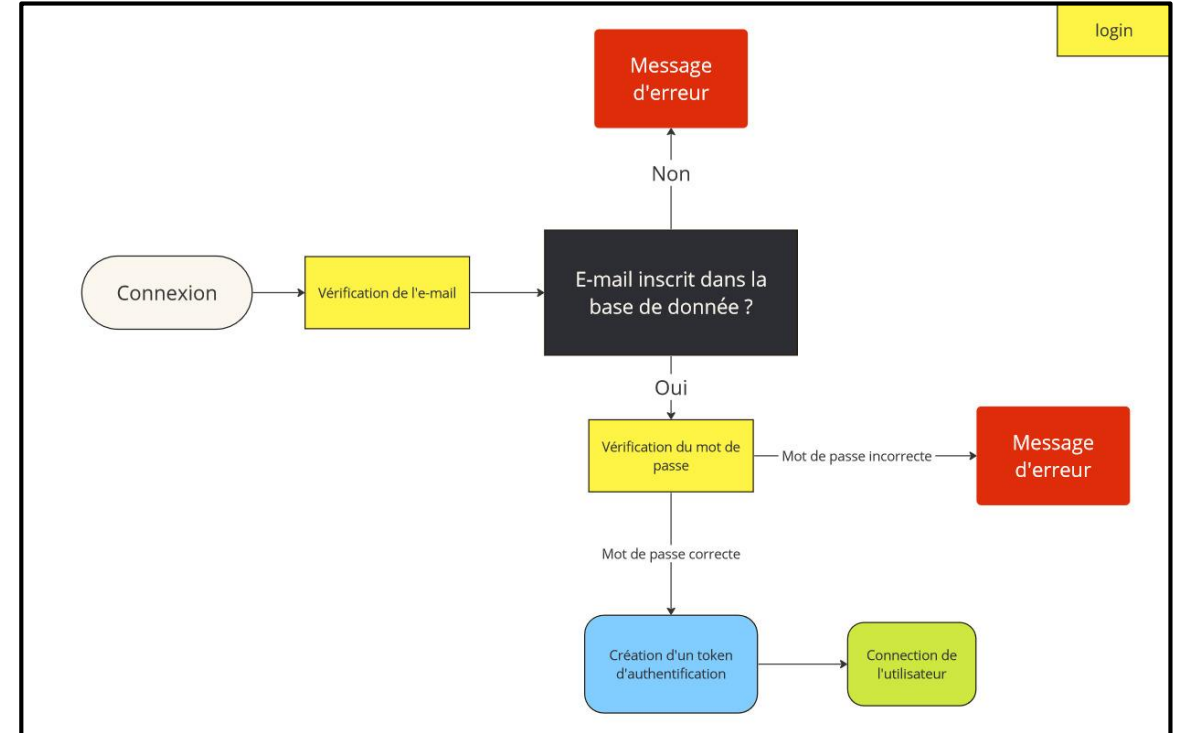 login
Message
d'erreur
Non
Connexion
Vérification de l'e-mail
E-mail inscrit dans la
base de donnée ?
Oui
Vérification du mot de
passe
Mot de passe incorrecte
Message
d'erreur
Mot de passe correcte
Création d'un token
d'authentification
Connection de
l'utilisateur